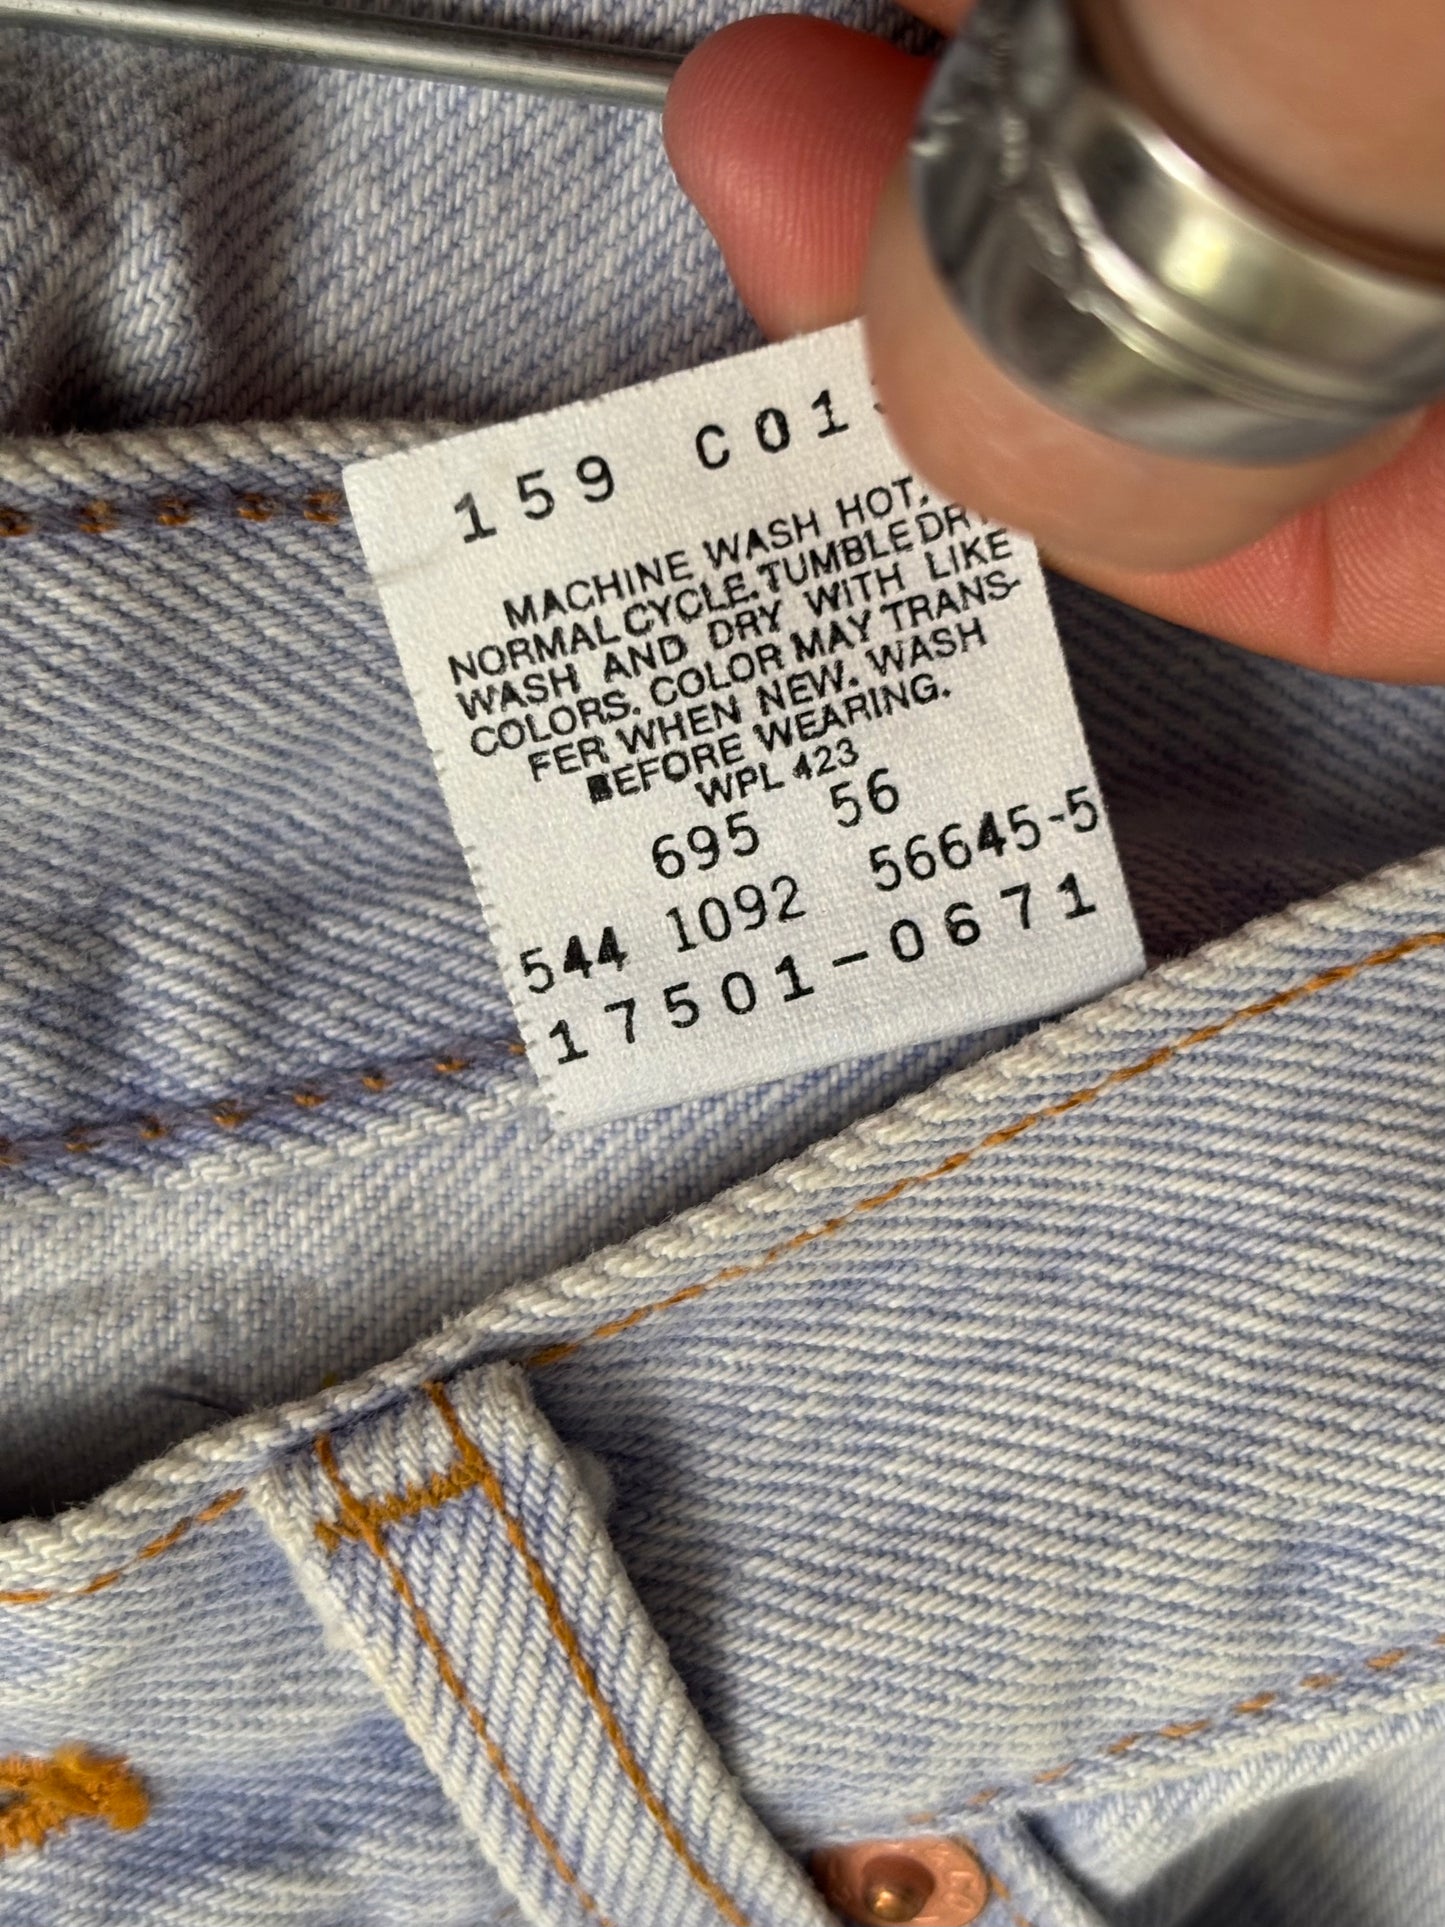 159 C01
MACHINE WASH HOT,
NORMAL CYCLE. TUMBLE DRY.
WASH AND DRY WITH LIKE
COLORS. COLOR MAY TRANS-
FER WHEN NEW. WASH
BEFORE WEARING.
WPL 423
695 56
544 1092 56645-5
17501-0671